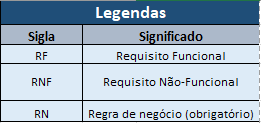 Legendas
Sigla Significado
RF Requisito Funcional
RNF Requisito Não-Funcional
RN Regra de negócio (obrigatório)